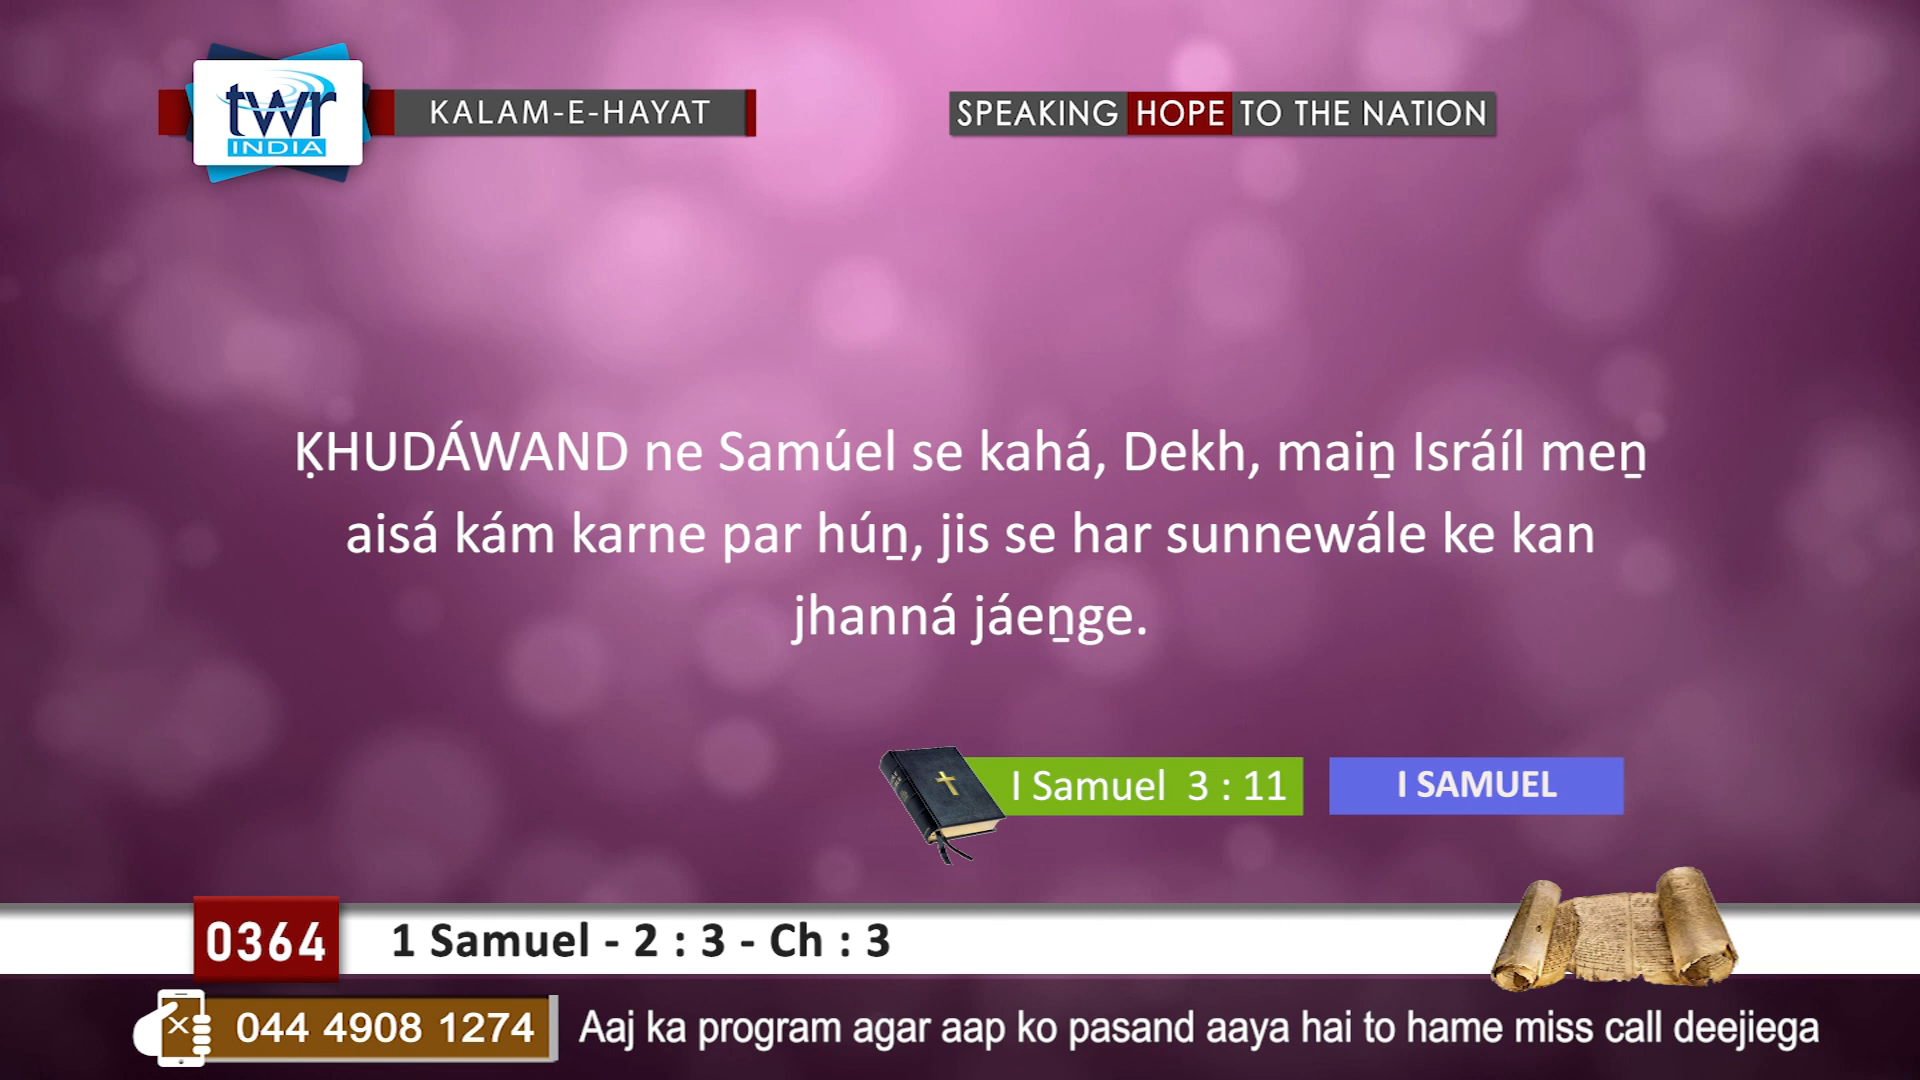 twr
INDIA
KALAM-E-HAYAT
SPEAKING HOPE TO THE NATION
ḲHUDÁWAND ne Samúel se kahá, Dekh, maiṉ Isráíl meṉ
aisá kám karne par húṉ, jis se har sunnewále ke kan
jhanná jáeṉge.
I Samuel 3 : 11
I SAMUEL
0364
1 Samuel - 2 : 3 - Ch : 3
044 4908 1274
Aaj ka program agar aap ko pasand aaya hai to hame miss call deejiega